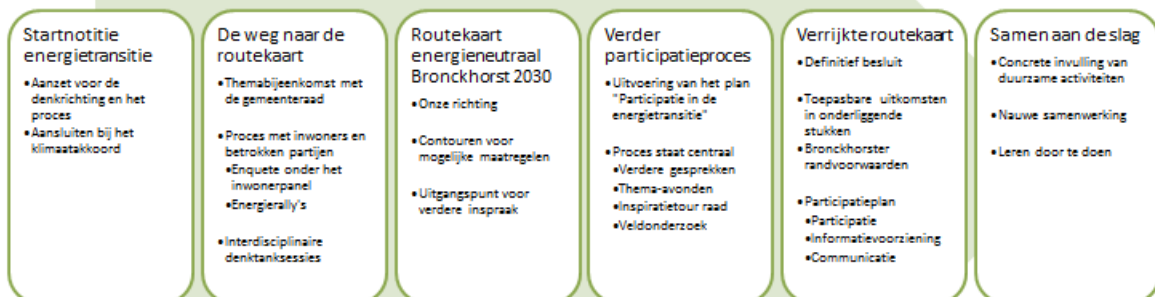 Startnotitie
energietransitie
•Aanzet voor de
denkrichting en het
proces
•Aansluiten bij het
klimaatakkoord
De weg naar de
routekaart
•Themabijeenkomst met
de gemeenteraad
•Proces met inwoners en
betrokken partijen
•Enquete onder het
inwonerpanel
•Energierally's
•Interdisciplinaire
denktanksessies
Routekaart
energieneutraal
Bronckhorst 2030
•Onze richting
•Contouren voor
mogelijke maatregelen
•Uitgangspunt voor
verdere inspraak
Verder
participatieproces
•Uitvoering van het plan
"Participatie in de
energietransitie"
•Proces staat centraal
•Verdere gesprekken
•Thema-avonden
•Inspiratietour raad
•Veldonderzoek
Verrijkte routekaart
•Definitief besluit
•Toepasbare uitkomsten
in onderliggende
stukken
•Bronckhorster
randvoorwaarden
•Participatieplan
•Participatie
•Informatievoorziening
•Communicatie
Samen aan de slag
•Concrete invulling van
duurzame activiteiten
•Nauwe samenwerking
•Leren door te doen